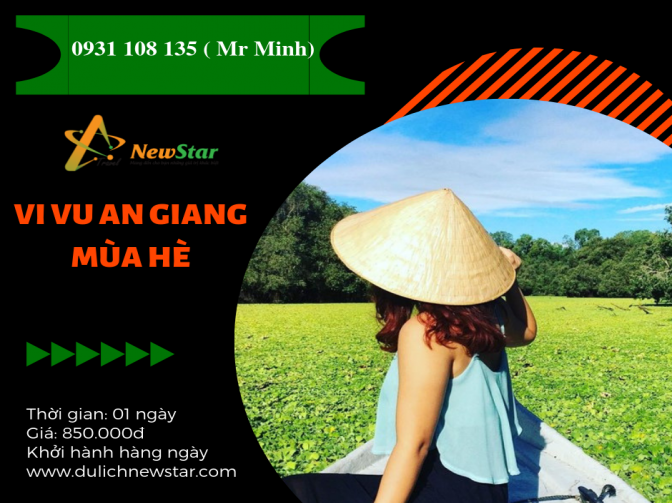 0931 108 135 ( Mr Minh)
NewStar
VI VU AN GIANG
MÙA HÈ
Thời gian: 01 ngày
Giá: 850.000đ
Khởi hành hàng ngày
www.dulichnewstar.com